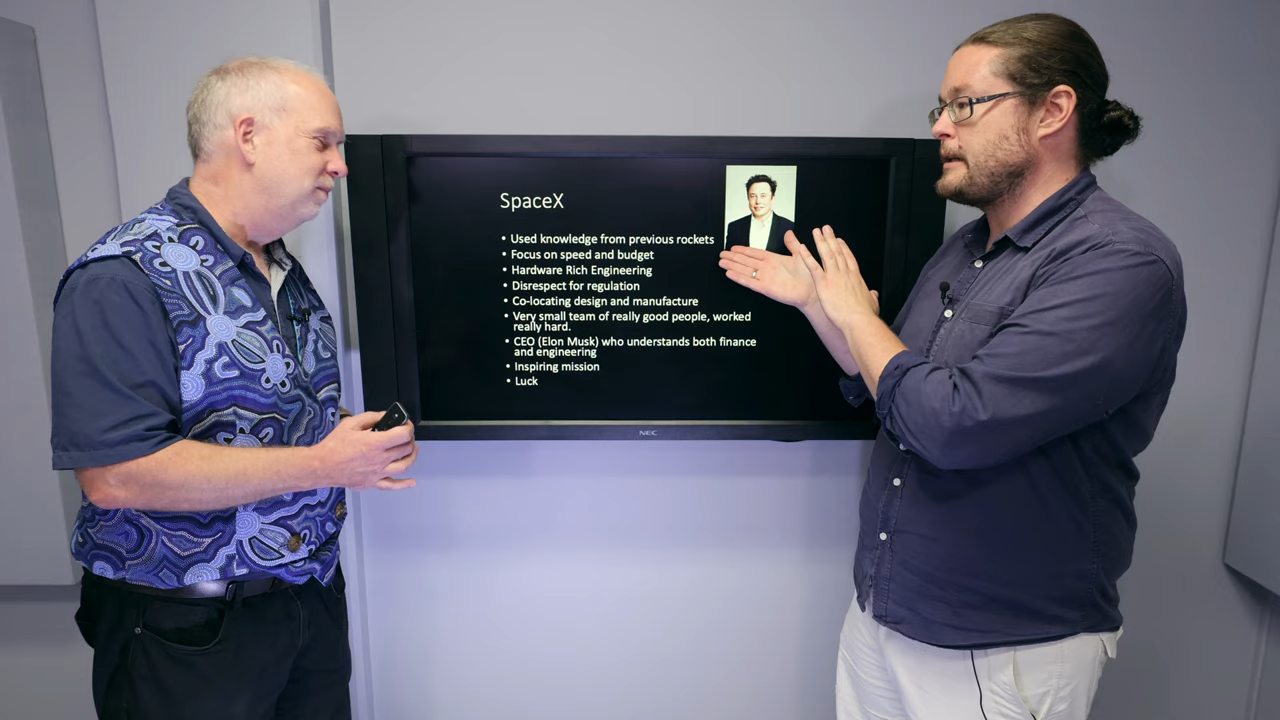 SpaceX
• Used knowledge from previous rockets
• Focus on speed and budget
• Hardware Rich Engineering
• Disrespect for regulation
• Co-locating design and manufacture
• Very small team of really good people, worked
really hard.
• CEO (Elon Musk) who understands both finance
and engineering
• Inspiring mission
• Luck
NEC